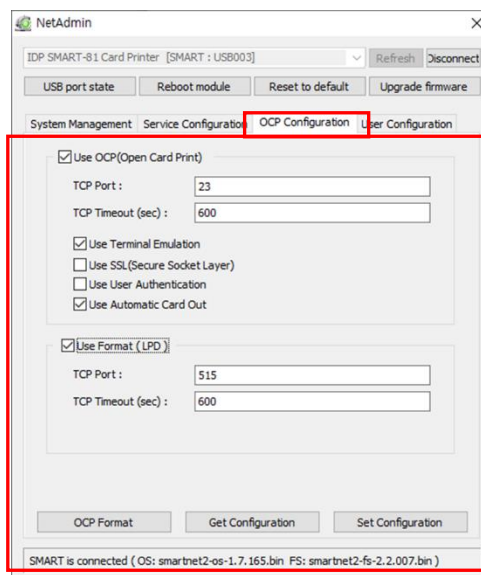 NetAdmin
IDP SMART-81 Card Printer [SMART : USB003] Refresh Disconnect
USB port state Reboot module Reset to default Upgrade firmware
System Management Service Configuration OCP Configuration User Configuration
Use OCP(Open Card Print)
TCP Port : 23
TCP Timeout (sec) : 600
Use Terminal Emulation
Use SSL(Secure Socket Layer)
Use User Authentication
Use Automatic Card Out
Use Format ( LPD )
TCP Port : 515
TCP Timeout (sec) : 600
OCP Format Get Configuration Set Configuration
SMART is connected ( OS: smartnet2-os-1.7.165.bin FS: smartnet2-fs-2.2.007.bin )